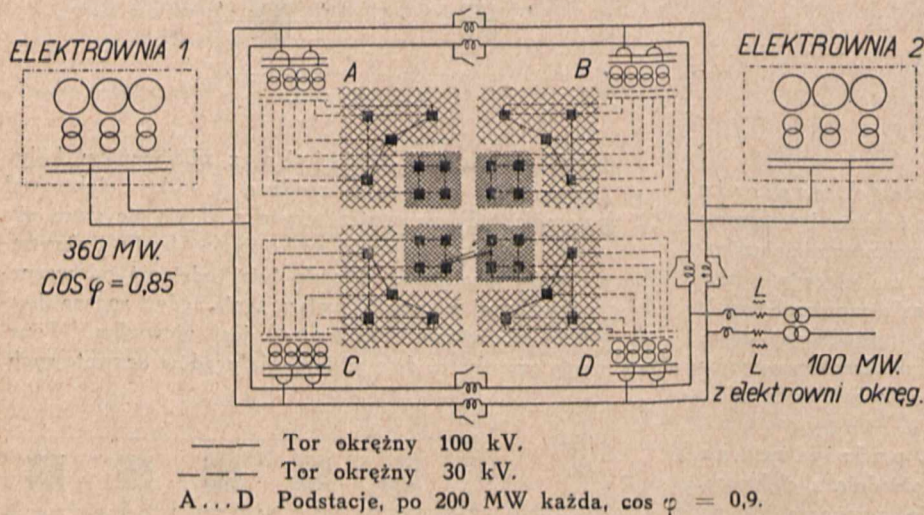 ELEKTROWNIA 1
A
B
ELEKTROWNIA 2
360 MW.
COS φ = 0,85
L
L
C
D
100 MW.
z elektrowni okręg.
Tor okrężny 100 kV.
Tor okrężny 30 kV.
A...D Podstacje, po 200 MW każda, cos φ = 0,9.